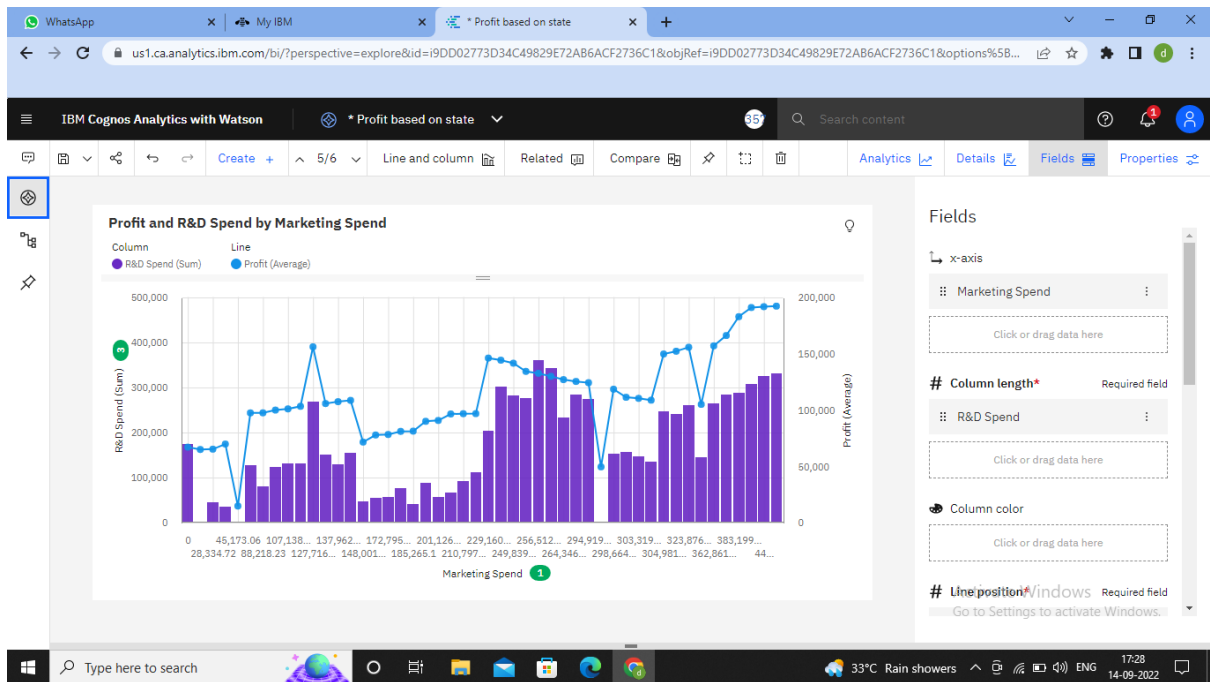 WhatsApp
My IBM
* Profit based on state
us1.ca.analytics.ibm.com/bi/?perspective=explore&id=i9DD02773D34C49829E72AB6ACF2736C1&objRef=i9DD02773D34C49829E72AB6ACF2736C1&options%5B...
d
IBM Cognos Analytics with Watson
* Profit based on state
Search content
1
Create +
5/6
Line and column
Related
Compare
Analytics
Details
Fields
Properties
Profit and R&D Spend by Marketing Spend
Column
Line
R&D Spend (Sum)
Profit (Average)
500,000
400,000
300,000
200,000
100,000
0
R&D Spend (Sum)
3
200,000
150,000
100,000
50,000
0
Profit (Average)
0 46,173.06 107,138... 137,962... 172,795... 201,126... 229,160... 256,512... 294,919... 303,319... 323,876... 383,199...
28,334.72 88,218.23 127,716... 148,001... 185,265.1 210,797... 249,839... 264,346... 298,664... 304,981... 362,861... 44...
Marketing Spend 1
Fields
x-axis
Marketing Spend
Click or drag data here
# Column length*
Required field
R&D Spend
Click or drag data here
Column color
Click or drag data here
# Line position*
Required field
Activate Windows
Go to Settings to activate Windows.
Type here to search
33°C Rain showers
ENG
17:28
14-09-2022